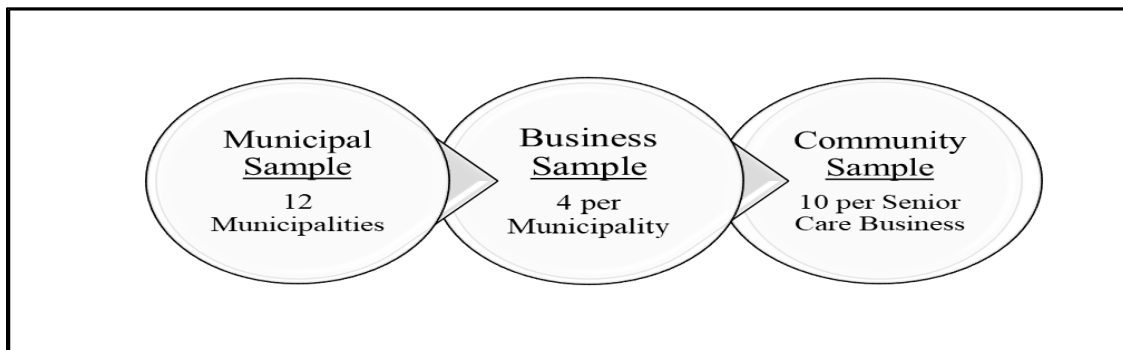 Municipal
Sample
12
Municipalities
Business
Sample
4 per
Municipality
Community
Sample
10 per Senior
Care Business